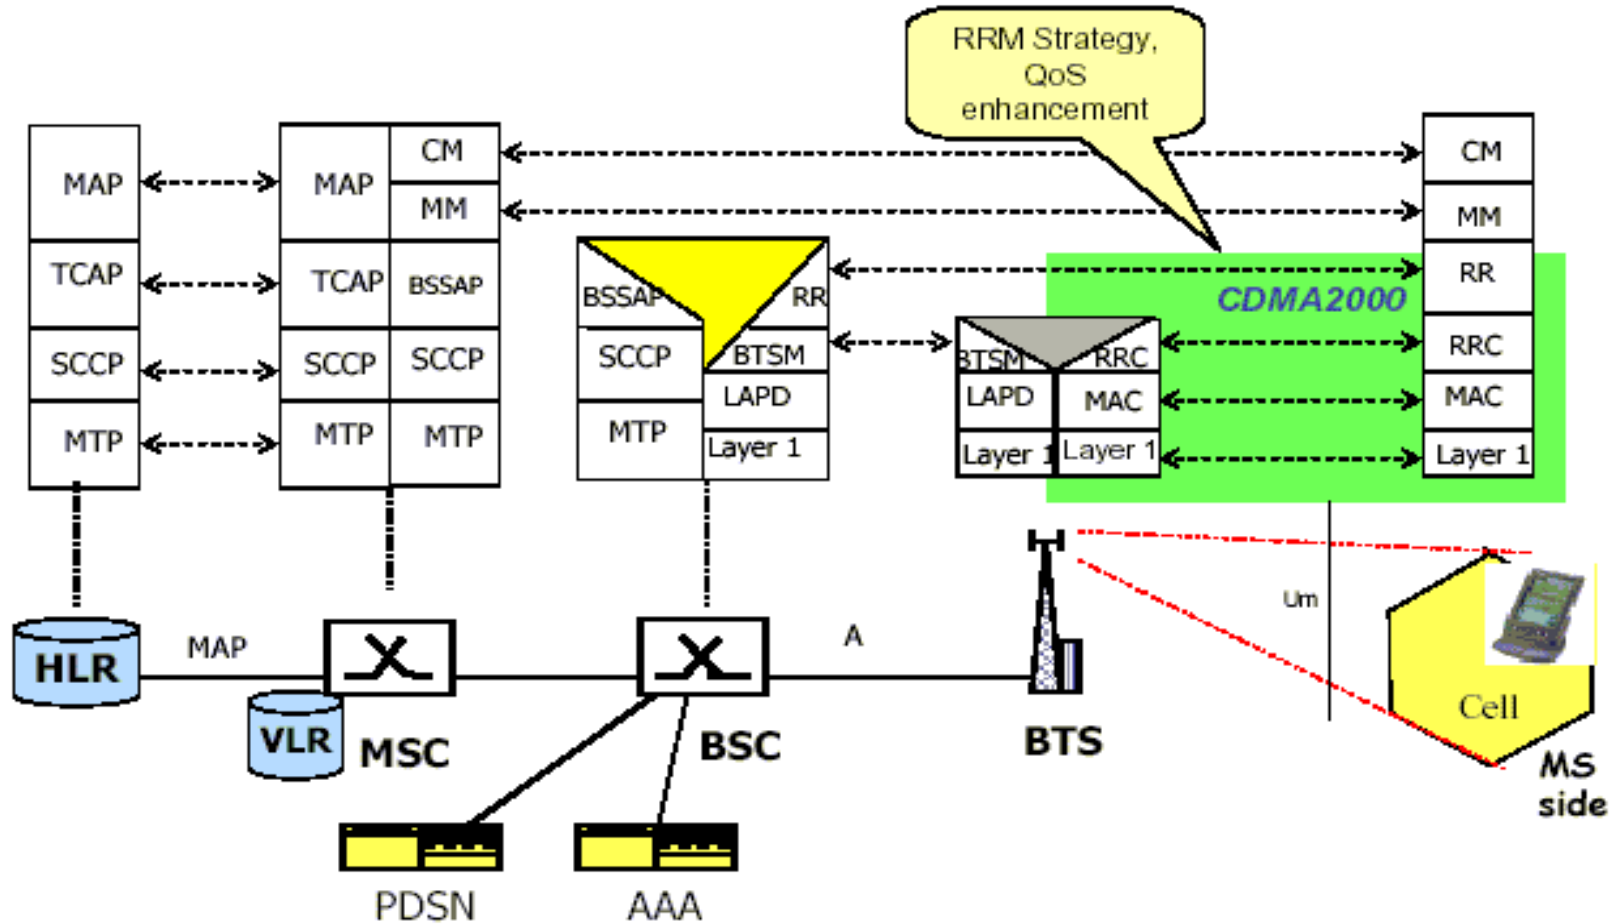 RRM Strategy,
QoS
enhancement
MAP
TCAP
SCCP
MTP
MAP
TCAP
SCCP
MTP
CM
MM
BSSAP
SCCP
MTP
BSSAP
SCCP
MTP
RR
BTSM
LAPD
Layer 1
BTSM
LAPD
Layer 1
RRC
MAC
Layer 1
CDMA2000
CM
MM
RR
RRC
MAC
Layer 1
HLR
MAP
VLR
MSC
BSC
A
BTS
Um
Cell
MS
side
PDSN
AAA